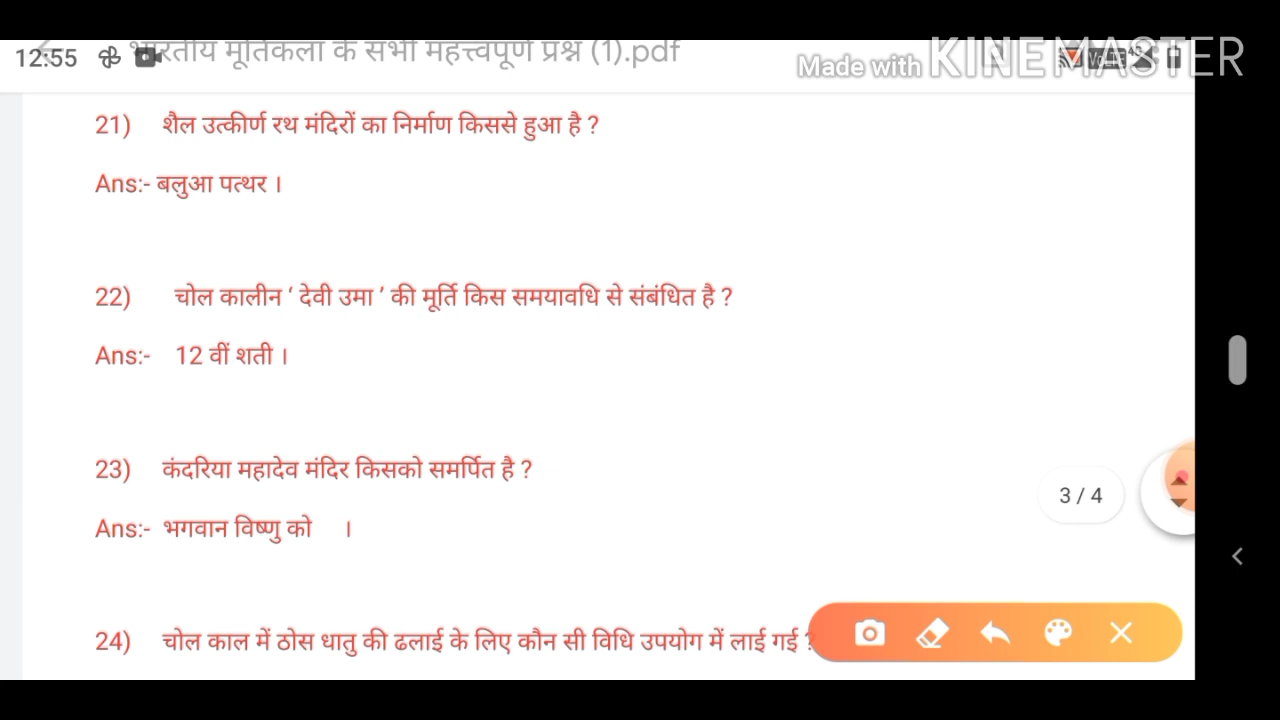 12:55
भारतीय मूर्तिकला के सभी महत्त्वपूर्ण प्रश्न (1).pdf
Made with KINEMASTER
21) शैल उत्कीर्ण रथ मंदिरों का निर्माण किससे हुआ है ?
Ans:- बलुआ पत्थर ।
22) चोल कालीन ‘ देवी उमा ’ की मूर्ति किस समयावधि से संबंधित है ?
Ans:- 12 वीं शती ।
23) कंदरिया महादेव मंदिर किसको समर्पित है ?
Ans:- भगवान विष्णु को ।
3 / 4
24) चोल काल में ठोस धातु की ढलाई के लिए कौन सी विधि उपयोग में लाई गई ?